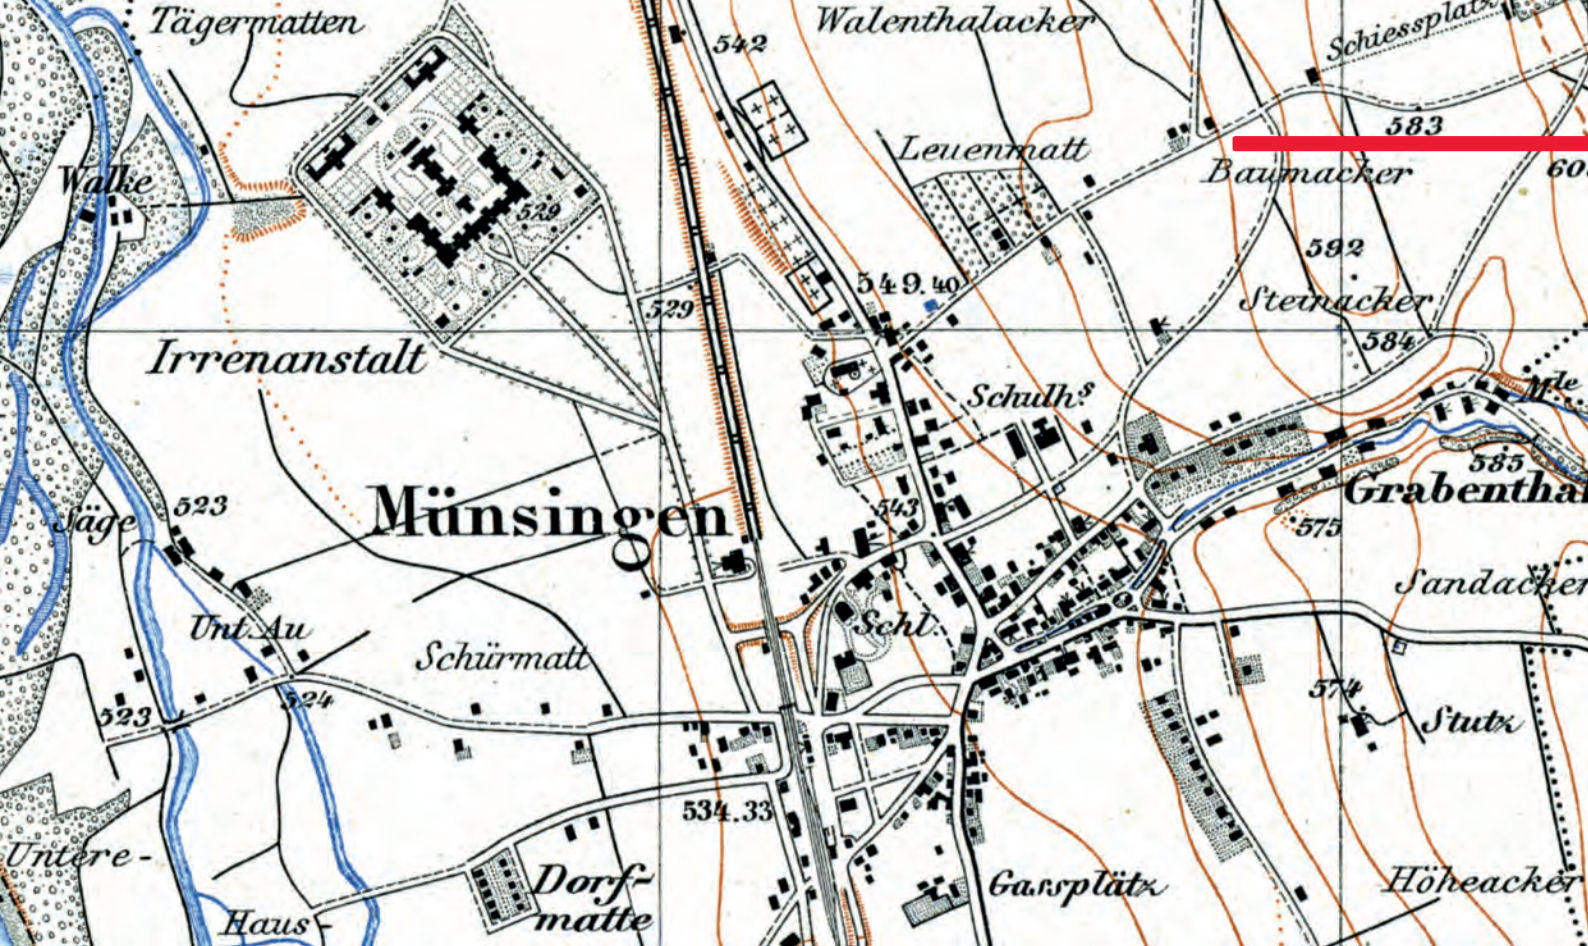 Tägermatten
542
Walenthalacker
Schiessplatz
583
Leuenmatt
Baumacker
Walke
529
592
549.40
Steinacker
529
584
Irrenanstalt
Schulhs
Mle
585
Münsingen
523
543
Grabenthal
Säge
575
Sandacker
Unt. Au
Schl.
Schürmatt
574
524
523
Stutz
534.33
Untere-
Dorf-
matte
Gassplätz
Höheacker
Haus-